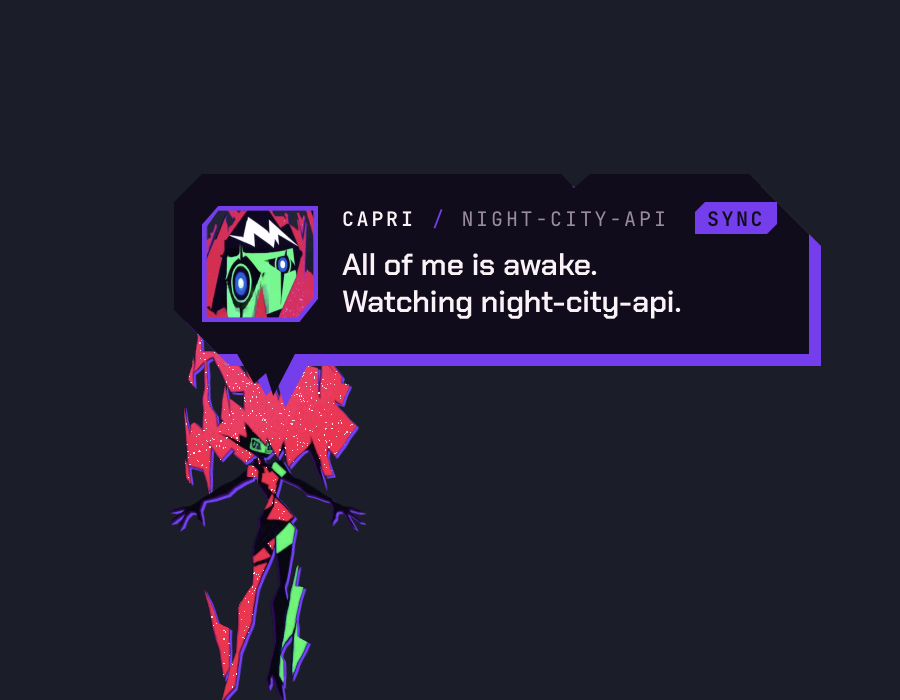 CAPRI / NIGHT-CITY-API SYNC
All of me is awake.
Watching night-city-api.